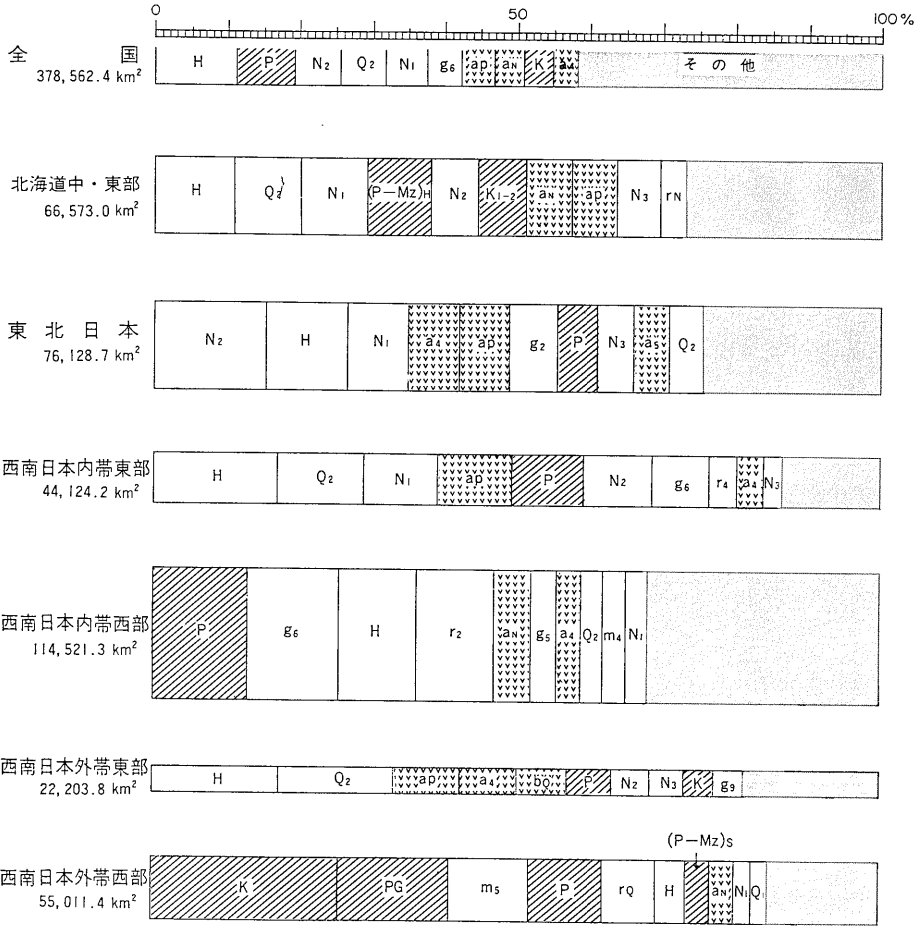 0 50 100 %
全国
378,562.4 km²
H P N₂ Q₂ N₁ g₆ ap aN K a₄ その他
北海道中・東部
66,573.0 km²
H Q₂ N₁ (P−Mz)H N₂ K₁₋₂ aN ap N₃ rN
東北日本
76,128.7 km²
N₂ H N₁ a₄ ap g₂ P N₃ a₅ Q₂
西南日本内帯東部
44,124.2 km²
H Q₂ N₁ ap P N₂ g₆ r₄ a₄ N₃
西南日本内帯西部
114,521.3 km²
P g₆ H r₂ aN g₅ a₄ Q₂ m₄ N₁
西南日本外帯東部
22,203.8 km²
H Q₂ ap a₄ bQ P N₂ N₃ K g₉
(P−Mz)s
西南日本外帯西部
55,011.4 km²
K PG m₅ P rQ H aN N₁ Q₁